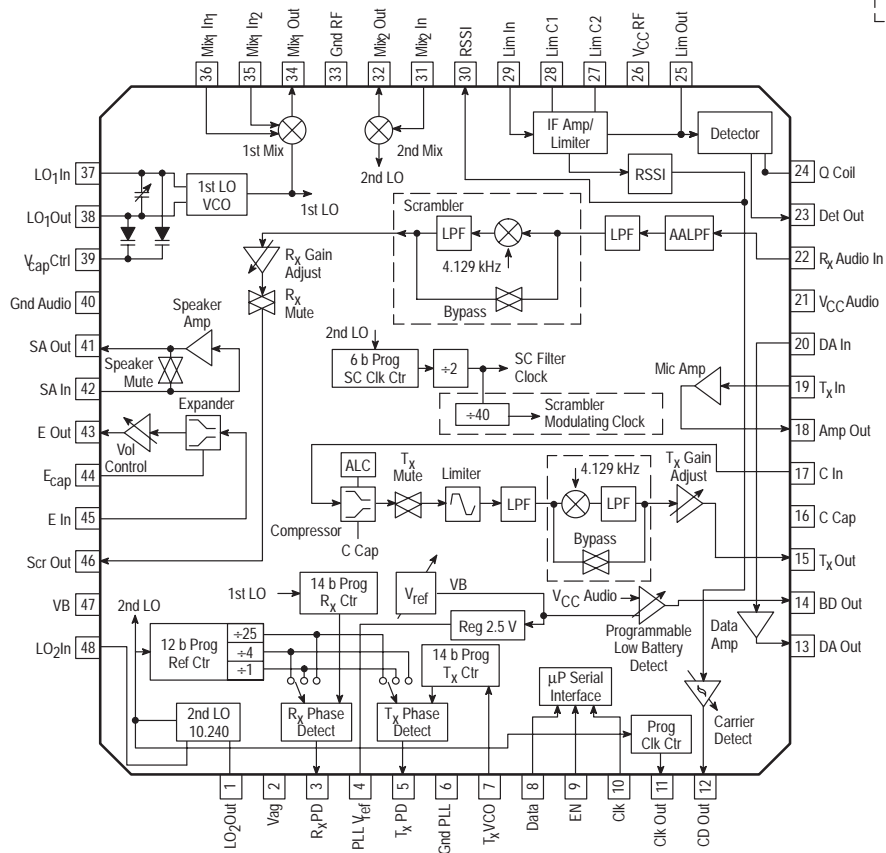 Mix1 In1
Mix1 In2
Mix1 Out
Gnd RF
Mix2 Out
Mix2 In
RSSI
Lim In
Lim C1
Lim C2
VCC RF
Lim Out
36
35
34
33
32
31
30
29
28
27
26
25
1st Mix
2nd Mix
2nd LO
IF Amp/
Limiter
Detector
RSSI
LO1In 37
LO1Out 38
VcapCtrl 39
Gnd Audio 40
SA Out 41
SA In 42
E Out 43
Ecap 44
E In 45
Scr Out 46
VB 47
LO2In 48
24 Q Coil
23 Det Out
22 Rx Audio In
21 VCC Audio
20 DA In
19 Tx In
18 Amp Out
17 C In
16 C Cap
15 Tx Out
14 BD Out
13 DA Out
1st LO
VCO
1st LO
Scrambler
LPF
4.129 kHz
Bypass
LPF
AALPF
Rx Gain
Adjust
Rx
Mute
Speaker
Amp
Speaker
Mute
2nd LO
6 b Prog
SC Clk Ctr
÷2
SC Filter
Clock
÷40
Scrambler
Modulating Clock
Mic Amp
Expander
Vol
Control
ALC
Compressor
C Cap
Tx
Mute
Limiter
LPF
4.129 kHz
LPF
Bypass
Tx Gain
Adjust
1st LO
14 b Prog
Rx Ctr
Vref
VB
VCC Audio
Programmable
Low Battery
Detect
Data
Amp
Reg 2.5 V
2nd LO
12 b Prog
Ref Ctr
÷25
÷4
÷1
14 b Prog
Tx Ctr
µP Serial
Interface
2nd LO
10.240
Rx Phase
Detect
Tx Phase
Detect
Prog
Clk Ctr
Carrier
Detect
1
2
3
4
5
6
7
8
9
10
11
12
LO2Out
Vag
RxPD
PLL Vref
Tx PD
Gnd PLL
TxVCO
Data
EN
Clk
Clk Out
CD Out